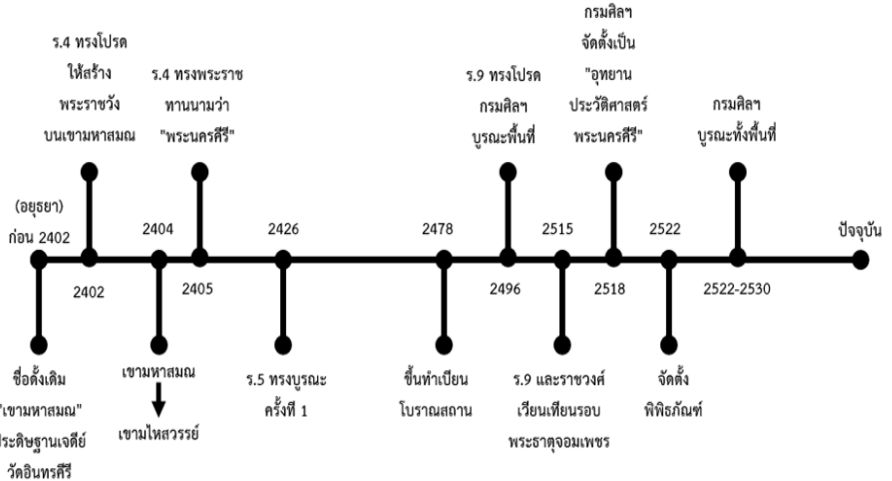 ร.4 ทรงโปรด
ให้สร้าง
พระราชวัง
บนเขามหาสมณ
ร.4 ทรงพระราช
ทานนามว่า
"พระนครคีรี"
ร.9 ทรงโปรด
กรมศิลฯ
บูรณะพื้นที่
กรมศิลฯ
จัดตั้งเป็น
"อุทยาน
ประวัติศาสตร์
พระนครคีรี"
กรมศิลฯ
บูรณะทั้งพื้นที่
(อยุธยา)
ก่อน 2402
2404
2426
2478
2515
2522
ปัจจุบัน
2402
2405
2496
2518
2522-2530
ชื่อดั้งเดิม
"เขามหาสมณ"
ประดิษฐานเจดีย์
วัดอินทรคีรี
เขามหาสมณ
เขามไหสวรรย์
ร.5 ทรงบูรณะ
ครั้งที่ 1
ขึ้นทำเบียน
โบราณสถาน
ร.9 และราชวงศ์
เวียนเทียนรอบ
พระธาตุจอมเพชร
จัดตั้ง
พิพิธภัณฑ์